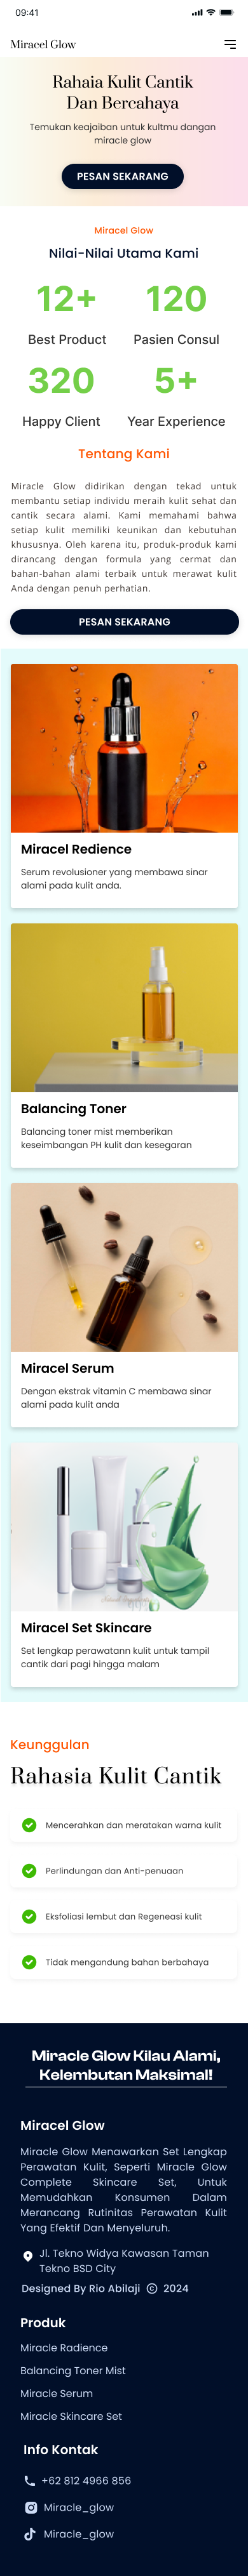 09:41
Miracel Glow
Rahaia Kulit Cantik
Dan Bercahaya
Temukan keajaiban untuk kultmu dangan
miracle glow
PESAN SEKARANG
Miracel Glow
Nilai-Nilai Utama Kami
12+ 120
Best Product Pasien Consul
320 5+
Happy Client Year Experience
Tentang Kami
Miracle Glow didirikan dengan tekad untuk
membantu setiap individu meraih kulit sehat dan
cantik secara alami. Kami memahami bahwa
setiap kulit memiliki keunikan dan kebutuhan
khususnya. Oleh karena itu, produk-produk kami
dirancang dengan formula yang cermat dan
bahan-bahan alami terbaik untuk merawat kulit
Anda dengan penuh perhatian.
PESAN SEKARANG
Miracel Redience
Serum revolusioner yang membawa sinar
alami pada kulit anda.
Balancing Toner
Balancing toner mist memberikan
keseimbangan PH kulit dan kesegaran
Miracel Serum
Dengan ekstrak vitamin C membawa sinar
alami pada kulit anda
Miracel Set Skincare
Set lengkap perawatann kulit untuk tampil
cantik dari pagi hingga malam
Keunggulan
Rahasia Kulit Cantik
Mencerahkan dan meratakan warna kulit
Perlindungan dan Anti-penuaan
Eksfoliasi lembut dan Regeneasi kulit
Tidak mengandung bahan berbahaya
Miracle Glow Kilau Alami,
Kelembutan Maksimal!
Miracel Glow
Miracle Glow Menawarkan Set Lengkap
Perawatan Kulit, Seperti Miracle Glow
Complete Skincare Set, Untuk
Memudahkan Konsumen Dalam
Merancang Rutinitas Perawatan Kulit
Yang Efektif Dan Menyeluruh.
Jl. Tekno Widya Kawasan Taman
Tekno BSD City
Designed By Rio Abilaji © 2024
Produk
Miracle Radience
Balancing Toner Mist
Miracle Serum
Miracle Skincare Set
Info Kontak
+62 812 4966 856
Miracle_glow
Miracle_glow